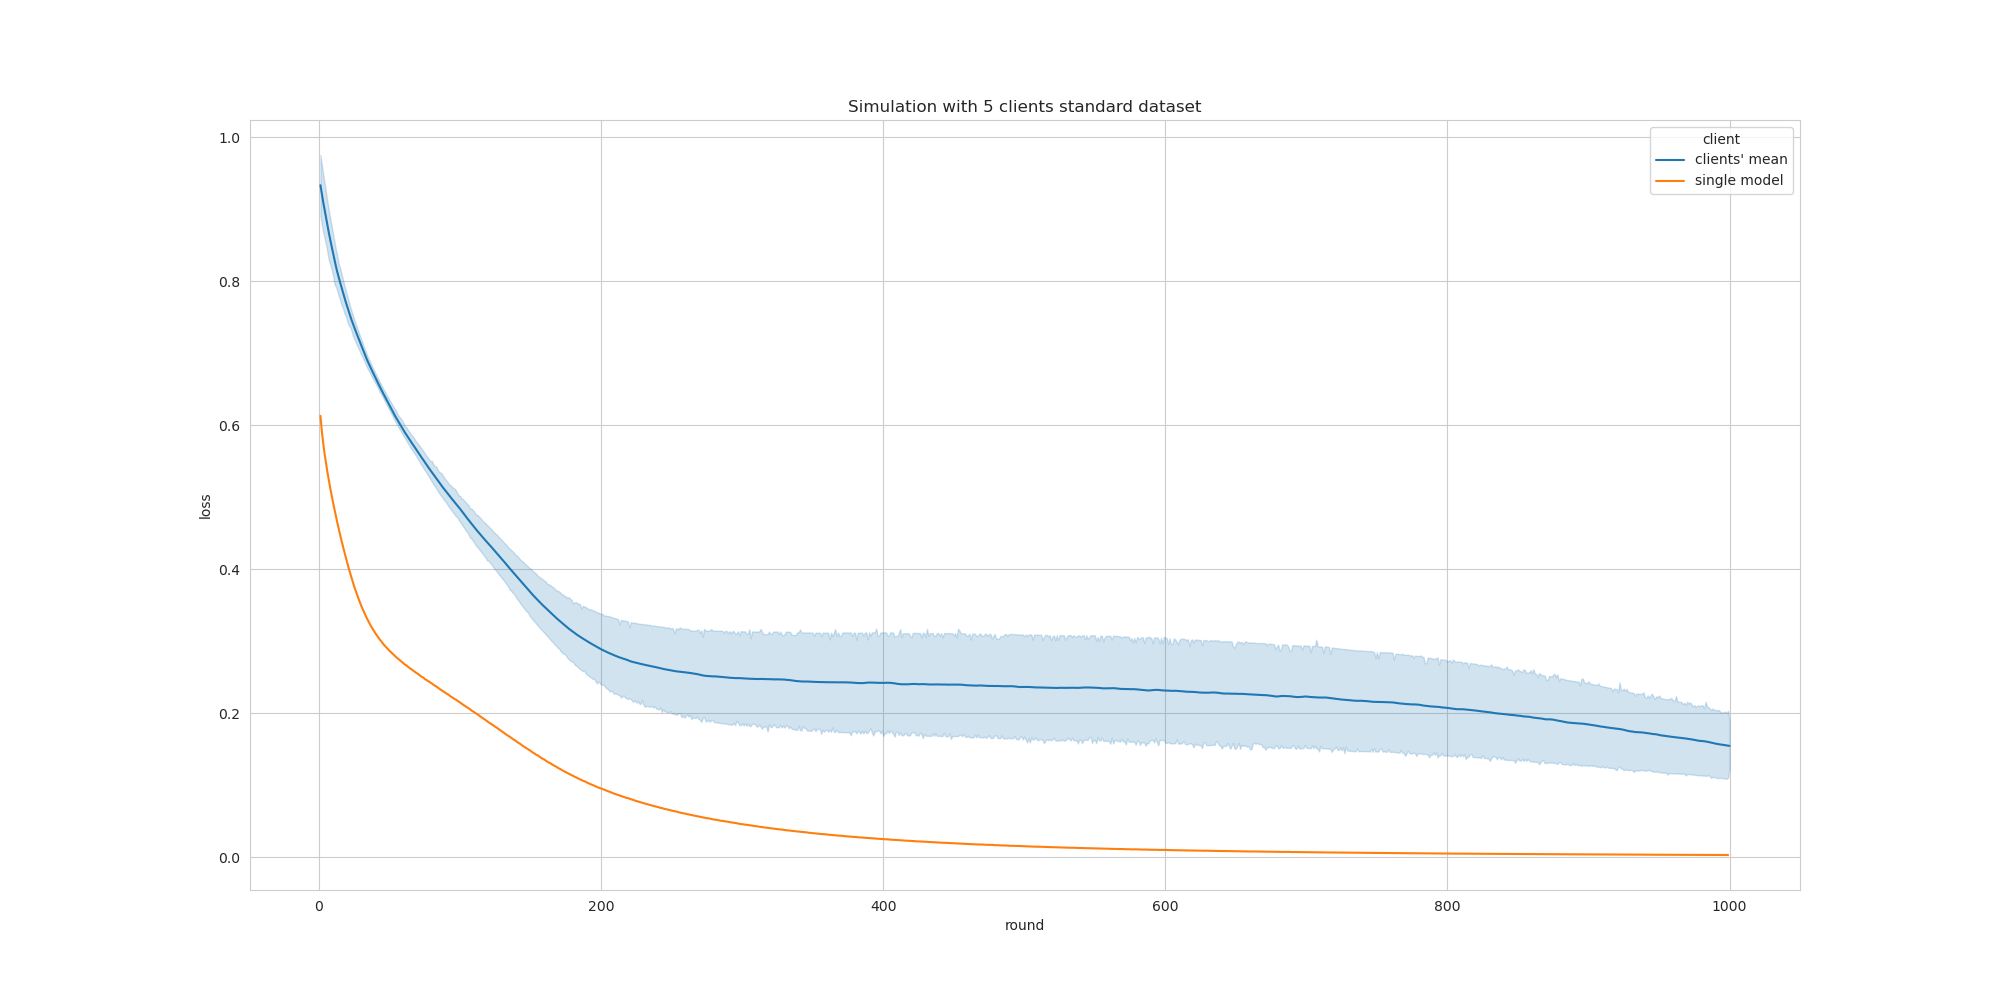 Simulation with 5 clients standard dataset
client
clients' mean
single model
loss
1.0
0.8
0.6
0.4
0.2
0.0
0 200 400 600 800 1000
round